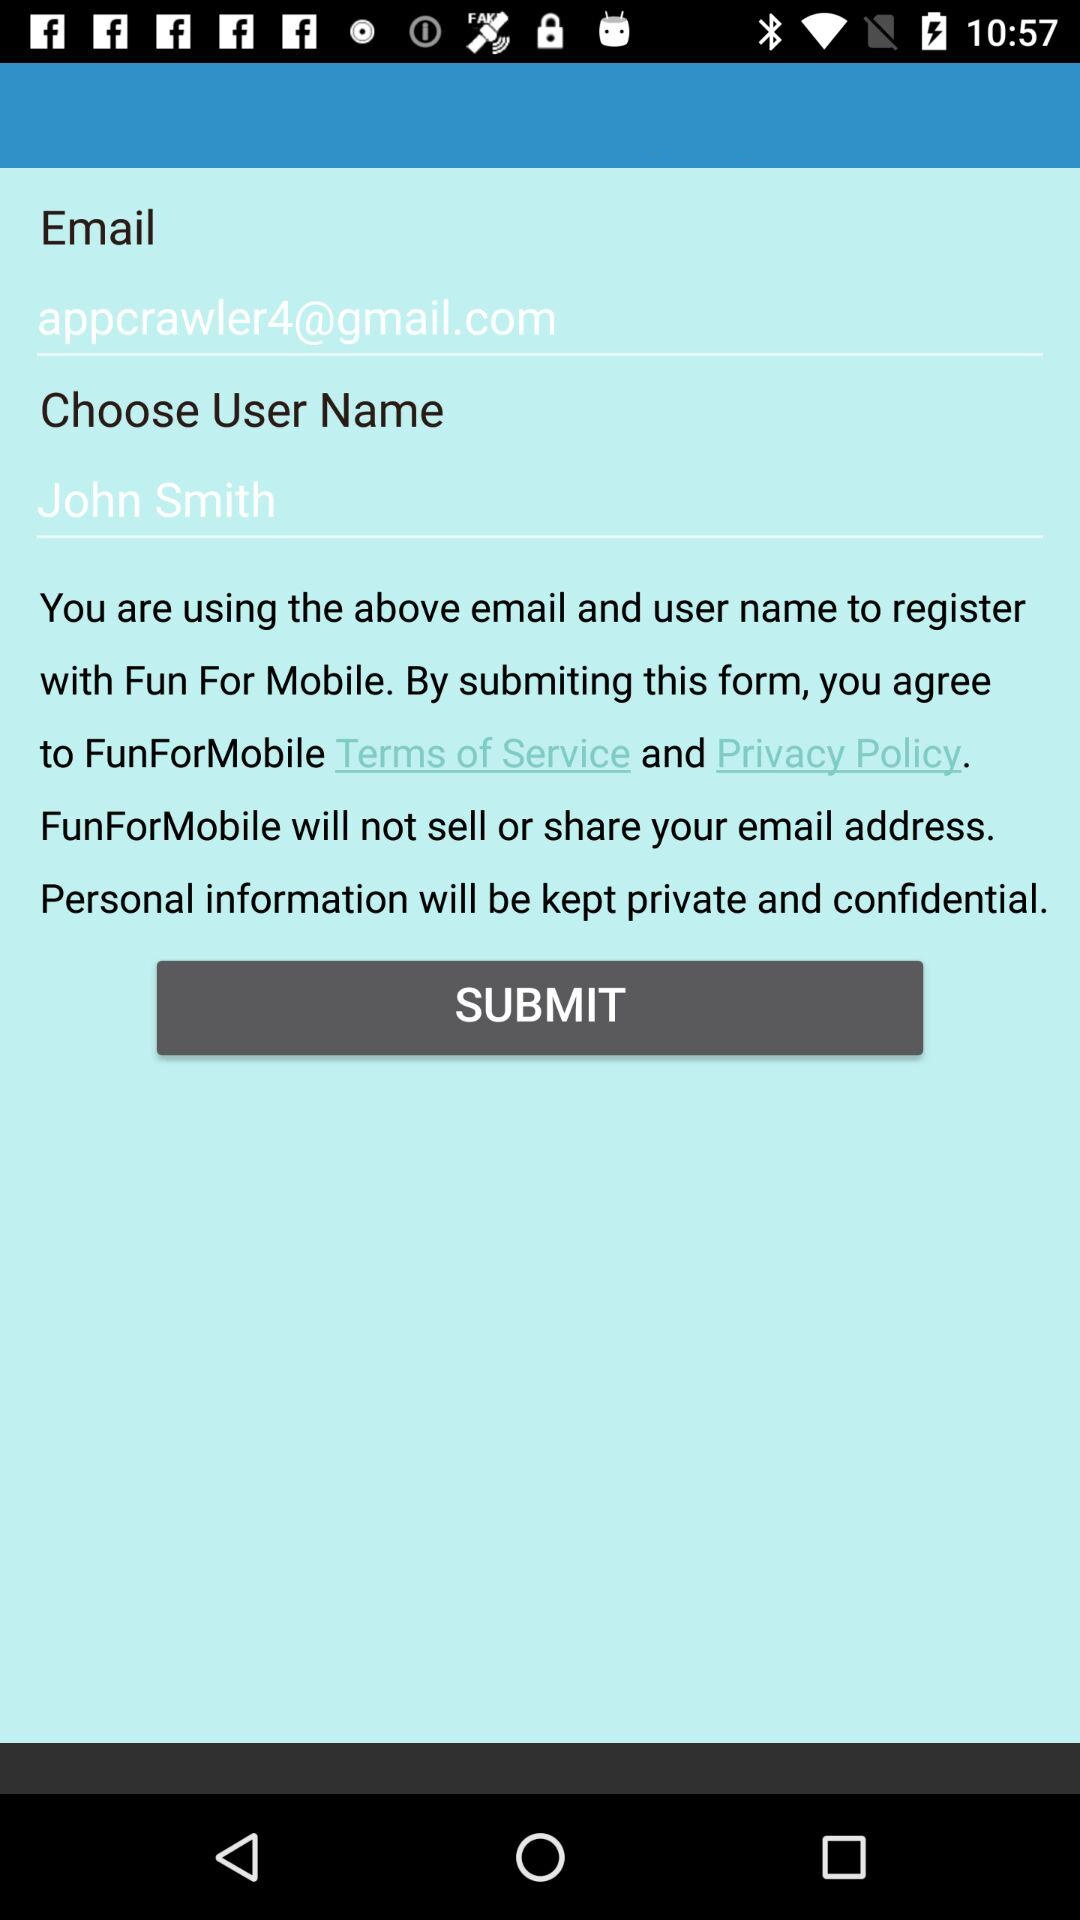 FAKE
10:57
Email
appcrawler4@gmail.com
Choose User Name
John Smith
You are using the above email and user name to register
with Fun For Mobile. By submiting this form, you agree
to FunForMobile Terms of Service and Privacy Policy.
FunForMobile will not sell or share your email address.
Personal information will be kept private and confidential.
SUBMIT